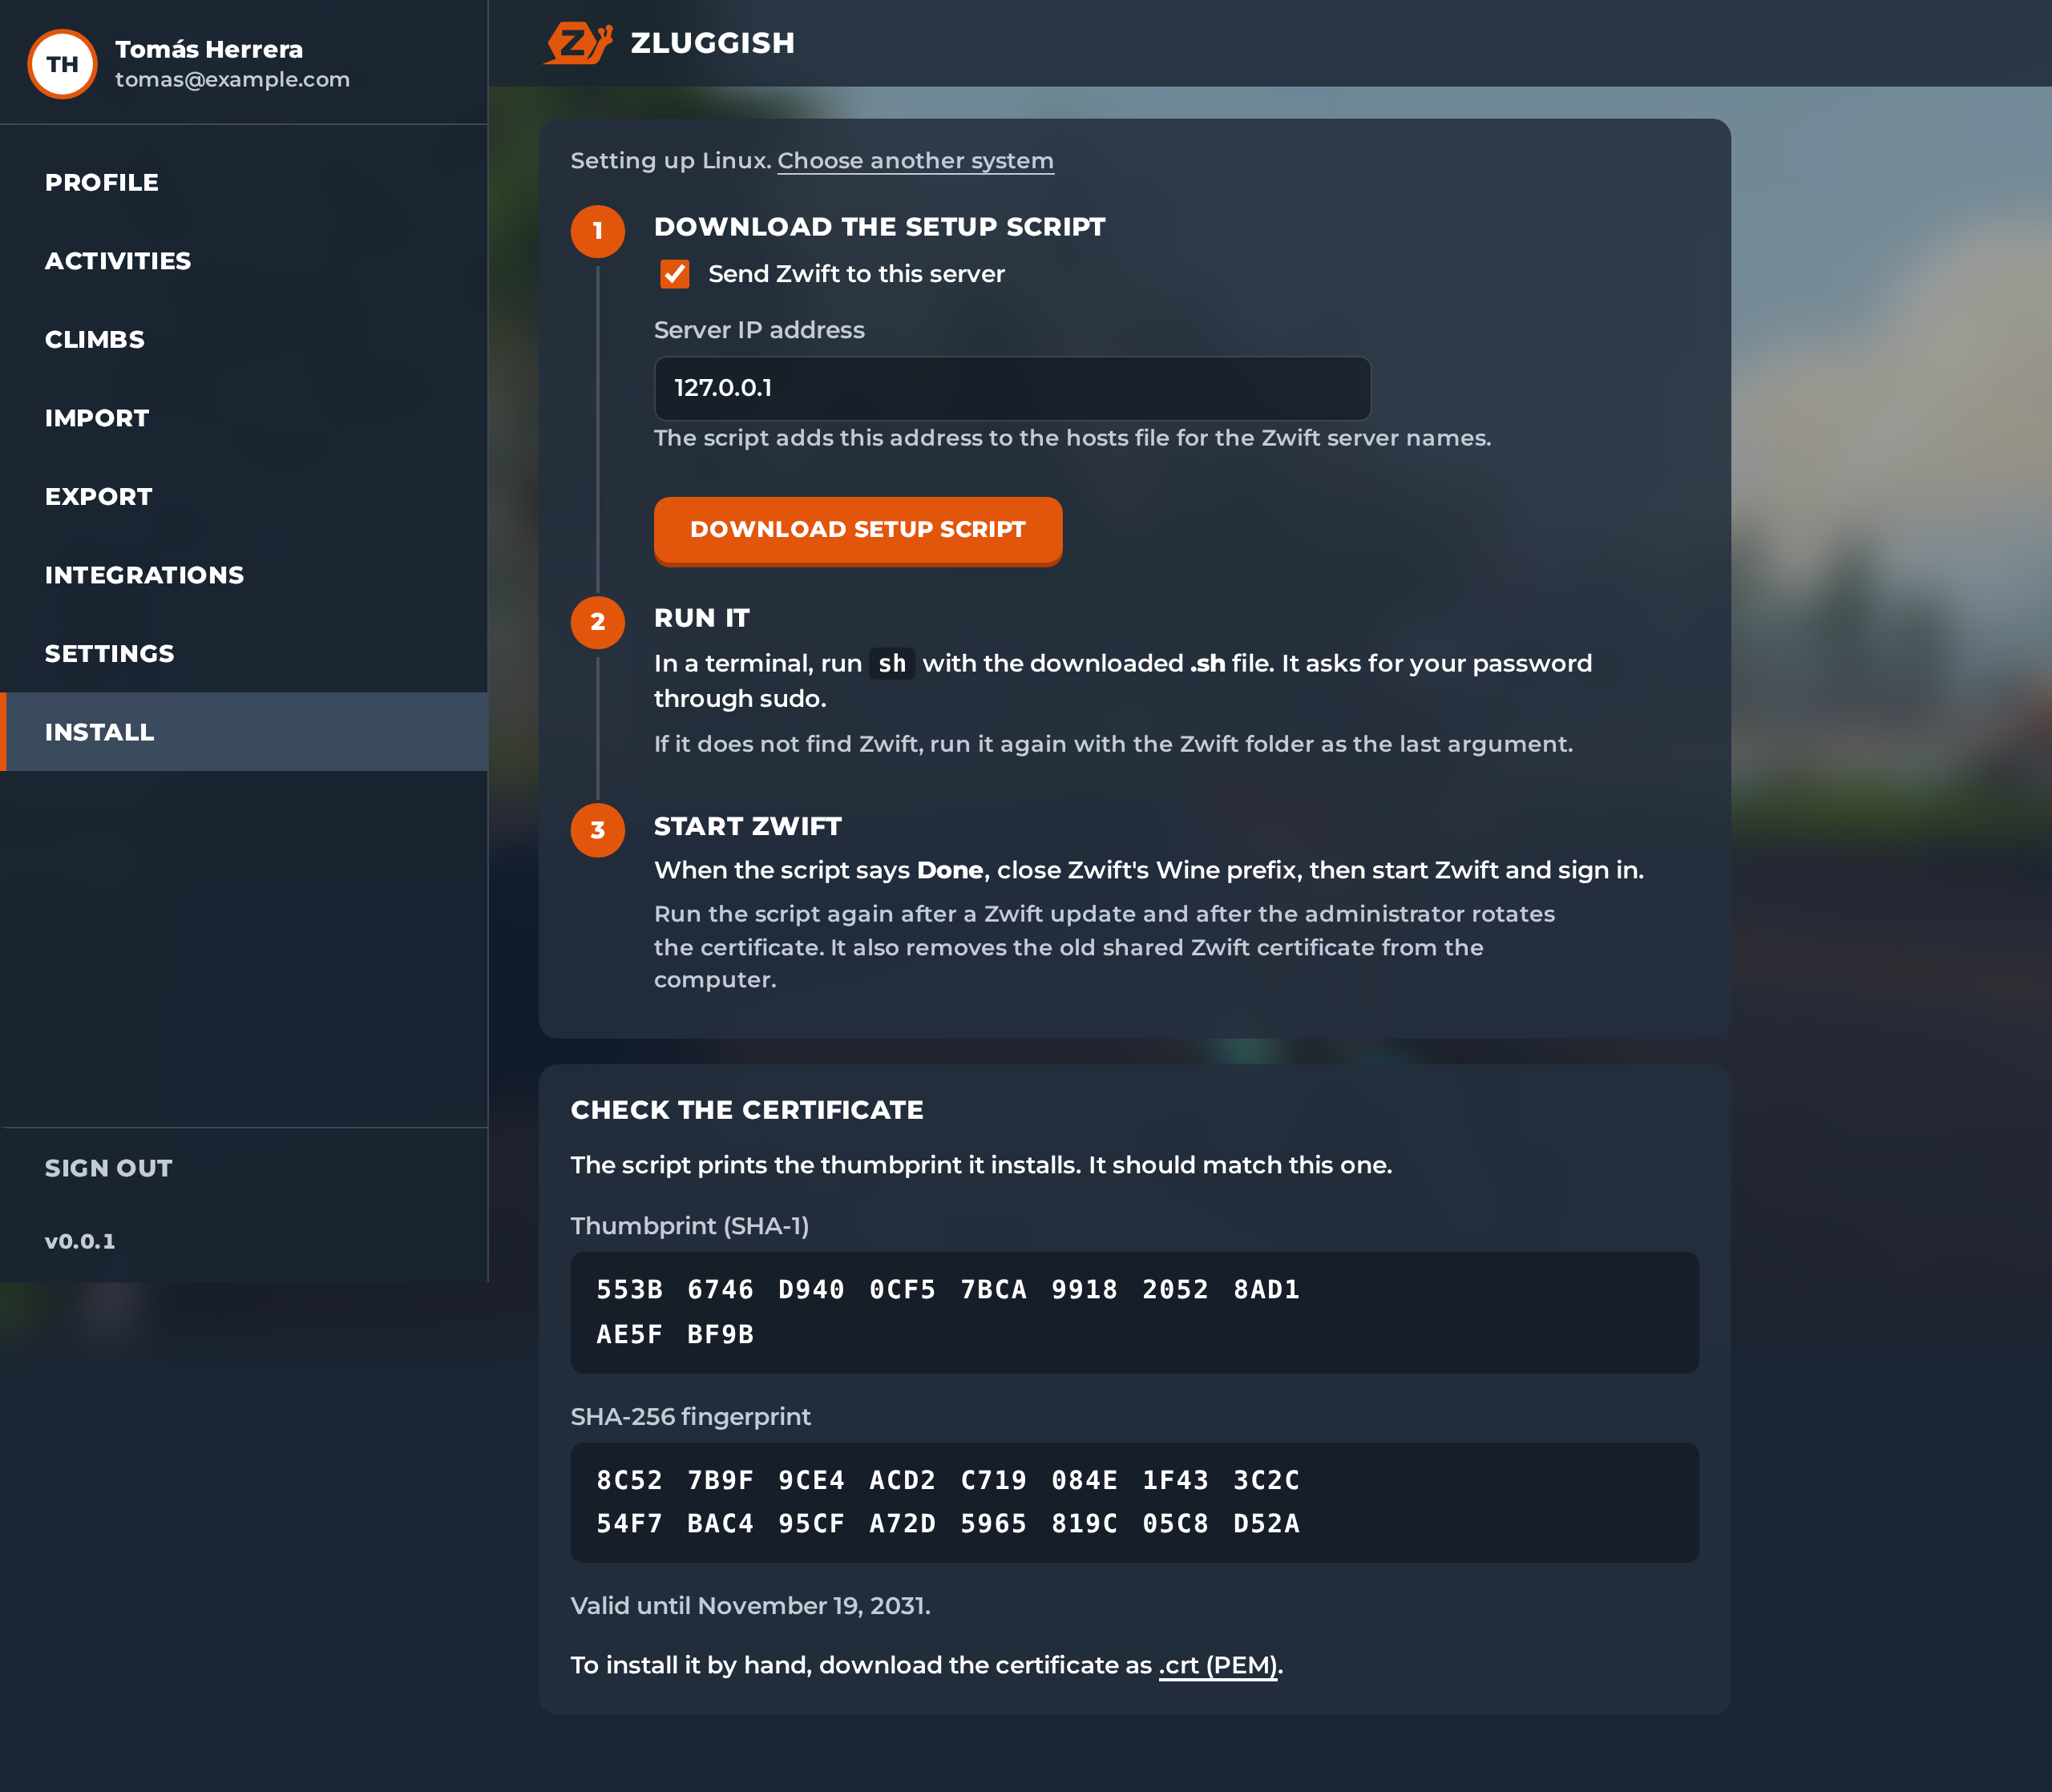 TH
Tomás Herrera
tomas@example.com
PROFILE
ACTIVITIES
CLIMBS
IMPORT
EXPORT
INTEGRATIONS
SETTINGS
INSTALL
SIGN OUT
v0.0.1
Z
ZLUGGISH
Setting up Linux. Choose another system
1
DOWNLOAD THE SETUP SCRIPT
Send Zwift to this server
Server IP address
127.0.0.1
The script adds this address to the hosts file for the Zwift server names.
DOWNLOAD SETUP SCRIPT
2
RUN IT
In a terminal, run sh with the downloaded .sh file. It asks for your password
through sudo.
If it does not find Zwift, run it again with the Zwift folder as the last argument.
3
START ZWIFT
When the script says Done, close Zwift's Wine prefix, then start Zwift and sign in.
Run the script again after a Zwift update and after the administrator rotates
the certificate. It also removes the old shared Zwift certificate from the
computer.
CHECK THE CERTIFICATE
The script prints the thumbprint it installs. It should match this one.
Thumbprint (SHA-1)
553B 6746 D940 0CF5 7BCA 9918 2052 8AD1
AE5F BF9B
SHA-256 fingerprint
8C52 7B9F 9CE4 ACD2 C719 084E 1F43 3C2C
54F7 BAC4 95CF A72D 5965 819C 05C8 D52A
Valid until November 19, 2031.
To install it by hand, download the certificate as .crt (PEM).